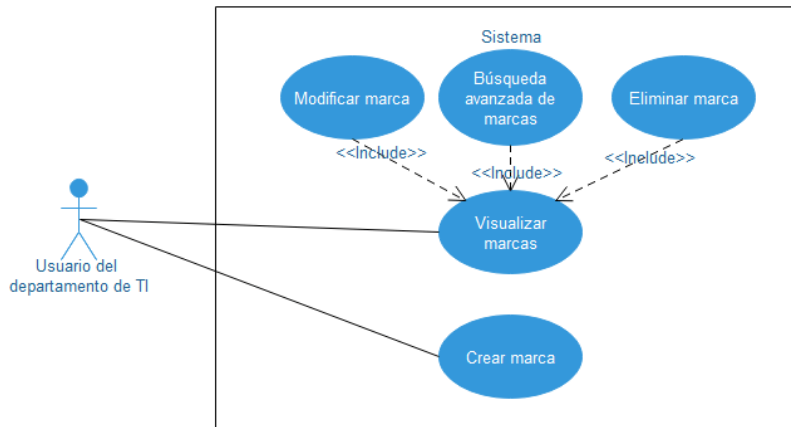 Sistema
Modificar marca
Búsqueda
avanzada de
marcas
Eliminar marca
<<Include>>
<<Include>>
<<Include>>
Visualizar
marcas
Usuario del
departamento de TI
Crear marca